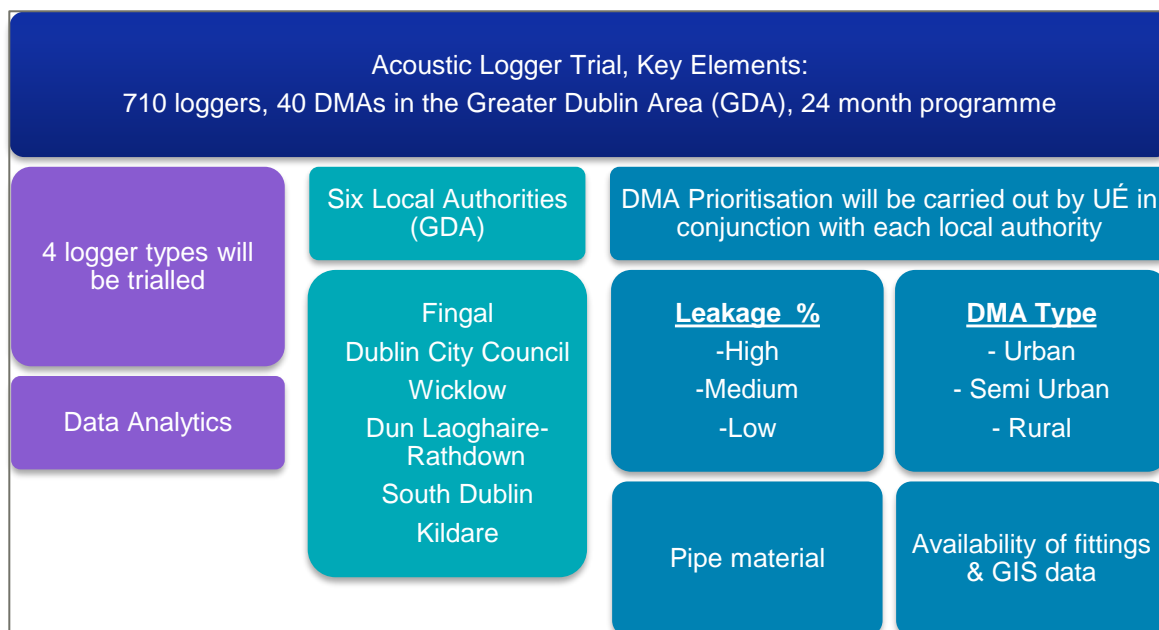 Acoustic Logger Trial, Key Elements:
710 loggers, 40 DMAs in the Greater Dublin Area (GDA), 24 month programme
4 logger types will
be trialled
Data Analytics
Six Local Authorities
(GDA)
Fingal
Dublin City Council
Wicklow
Dun Laoghaire-
Rathdown
South Dublin
Kildare
DMA Prioritisation will be carried out by UÉ in
conjunction with each local authority
Leakage %
-High
-Medium
-Low
DMA Type
- Urban
- Semi Urban
- Rural
Pipe material
Availability of fittings
& GIS data